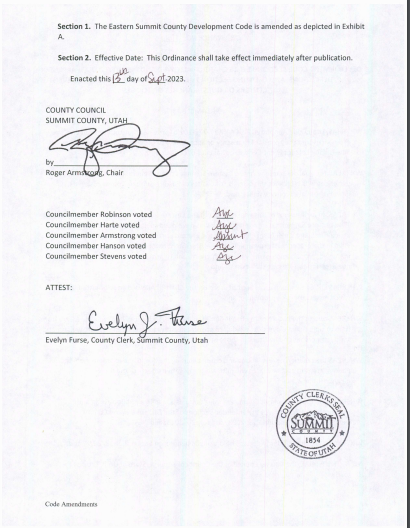 Section 1. The Eastern Summit County Development Code is amended as depicted in Exhibit
A.
Section 2. Effective Date: This Ordinance shall take effect immediately after publication.
Enacted this 13th day of Sept. 2023.
COUNTY COUNCIL
SUMMIT COUNTY, UTAH
by
Roger Armstrong, Chair
Councilmember Robinson voted Aye
Councilmember Harte voted Aye
Councilmember Armstrong voted Absent
Councilmember Hanson voted Aye
Councilmember Stevens voted Aye
ATTEST:
Evelyn J. Furse
Evelyn Furse, County Clerk, Summit County, Utah
COUNTY CLERK'S SEAL
SUMMIT
COUNTY
1854
STATE OF UTAH
Code Amendments